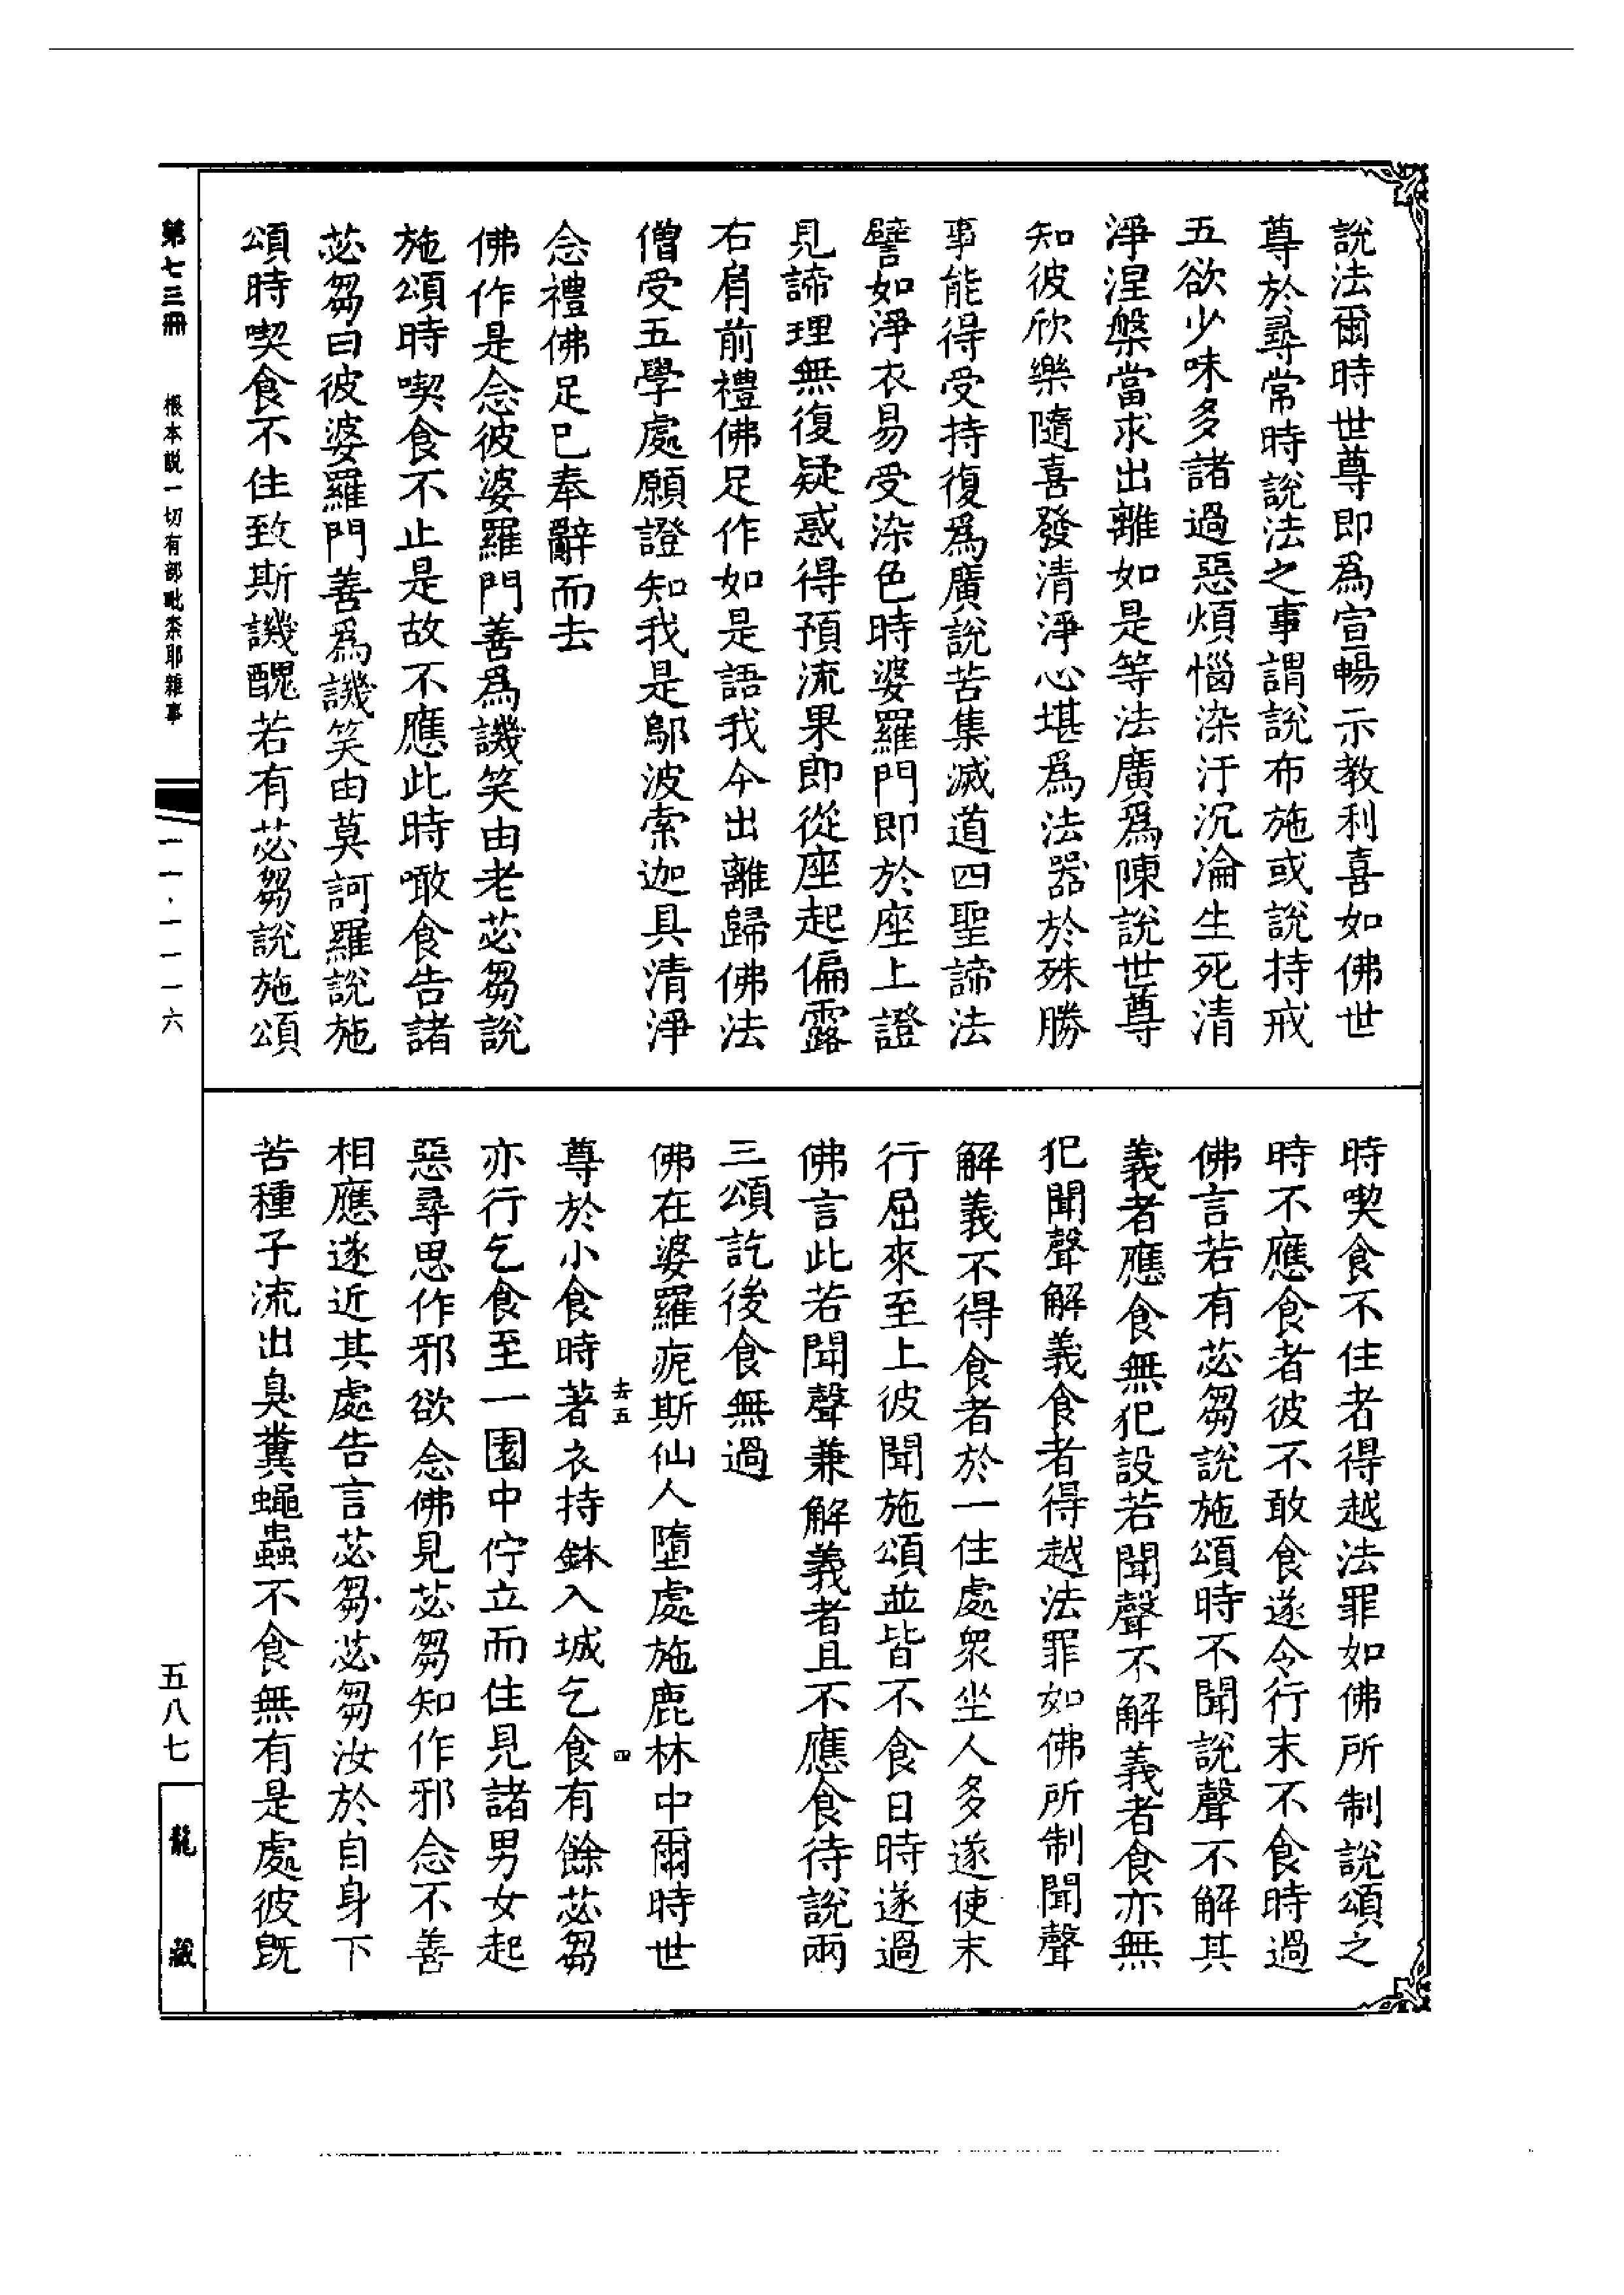 說法爾時世尊即爲宣暢示教利喜如佛世
尊於尋常時說法之事謂說布施或說持戒
五欲少味多諸過惡煩惱染汙沉淪生死清
淨涅槃當求出離如是等法廣爲陳說世尊
知彼欣樂隨喜發清淨心堪爲法器於殊勝
事能得受持復爲廣說苦集滅道四聖諦法
譬如淨衣易受染色時婆羅門即於座上證
見諦理無復疑惑得預流果即從座起偏露
右肩前禮佛足作如是語我今出離歸佛法
僧受五學處願證知我是鄔波索迦具清淨
念禮佛足已奉辭而去
佛作是念彼婆羅門善爲譏笑由老苾芻說
施頌時喫食不止是故不應此時噉食告諸
苾芻曰彼婆羅門善爲譏笑由莫訶羅說施
頌時喫食不住致斯譏醜若有苾芻說施頌
時喫食不住者得越法罪如佛所制說頌之
時不應食者彼不敢食遂令行末不食時過
佛言若有苾芻說施頌時不聞說聲不解其
義者應食無犯設若聞聲不解義者食亦無
犯聞聲解義食者得越法罪如佛所制聞聲
解義不得食者於一住處衆坐人多遂使末
行屈來至上彼聞施頌並皆不食日時遂過
佛言此若聞聲兼解義者且不應食待說兩
三頌訖後食無過
佛在婆羅痆斯仙人墮處施鹿林中爾時世
去五
四
尊於小食時著衣持鉢入城乞食有餘苾芻
亦行乞食至一園中佇立而住見諸男女起
惡尋思作邪欲念佛見苾芻知作邪念不善
相應遂近其處告言苾芻苾芻汝於自身下
苦種子流出臭糞蠅蟲不食無有是處彼既
第七三冊
根本説一切有部毗柰耶雜事
一一·一一一六
五八七
龍藏